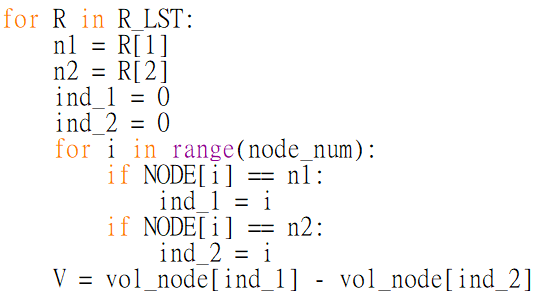 for R in R_LST:
    n1 = R[1]
    n2 = R[2]
    ind_1 = 0
    ind_2 = 0
    for i in range(node_num):
        if NODE[i] == n1:
            ind_1 = i
        if NODE[i] == n2:
            ind_2 = i
    V = vol_node[ind_1] - vol_node[ind_2]